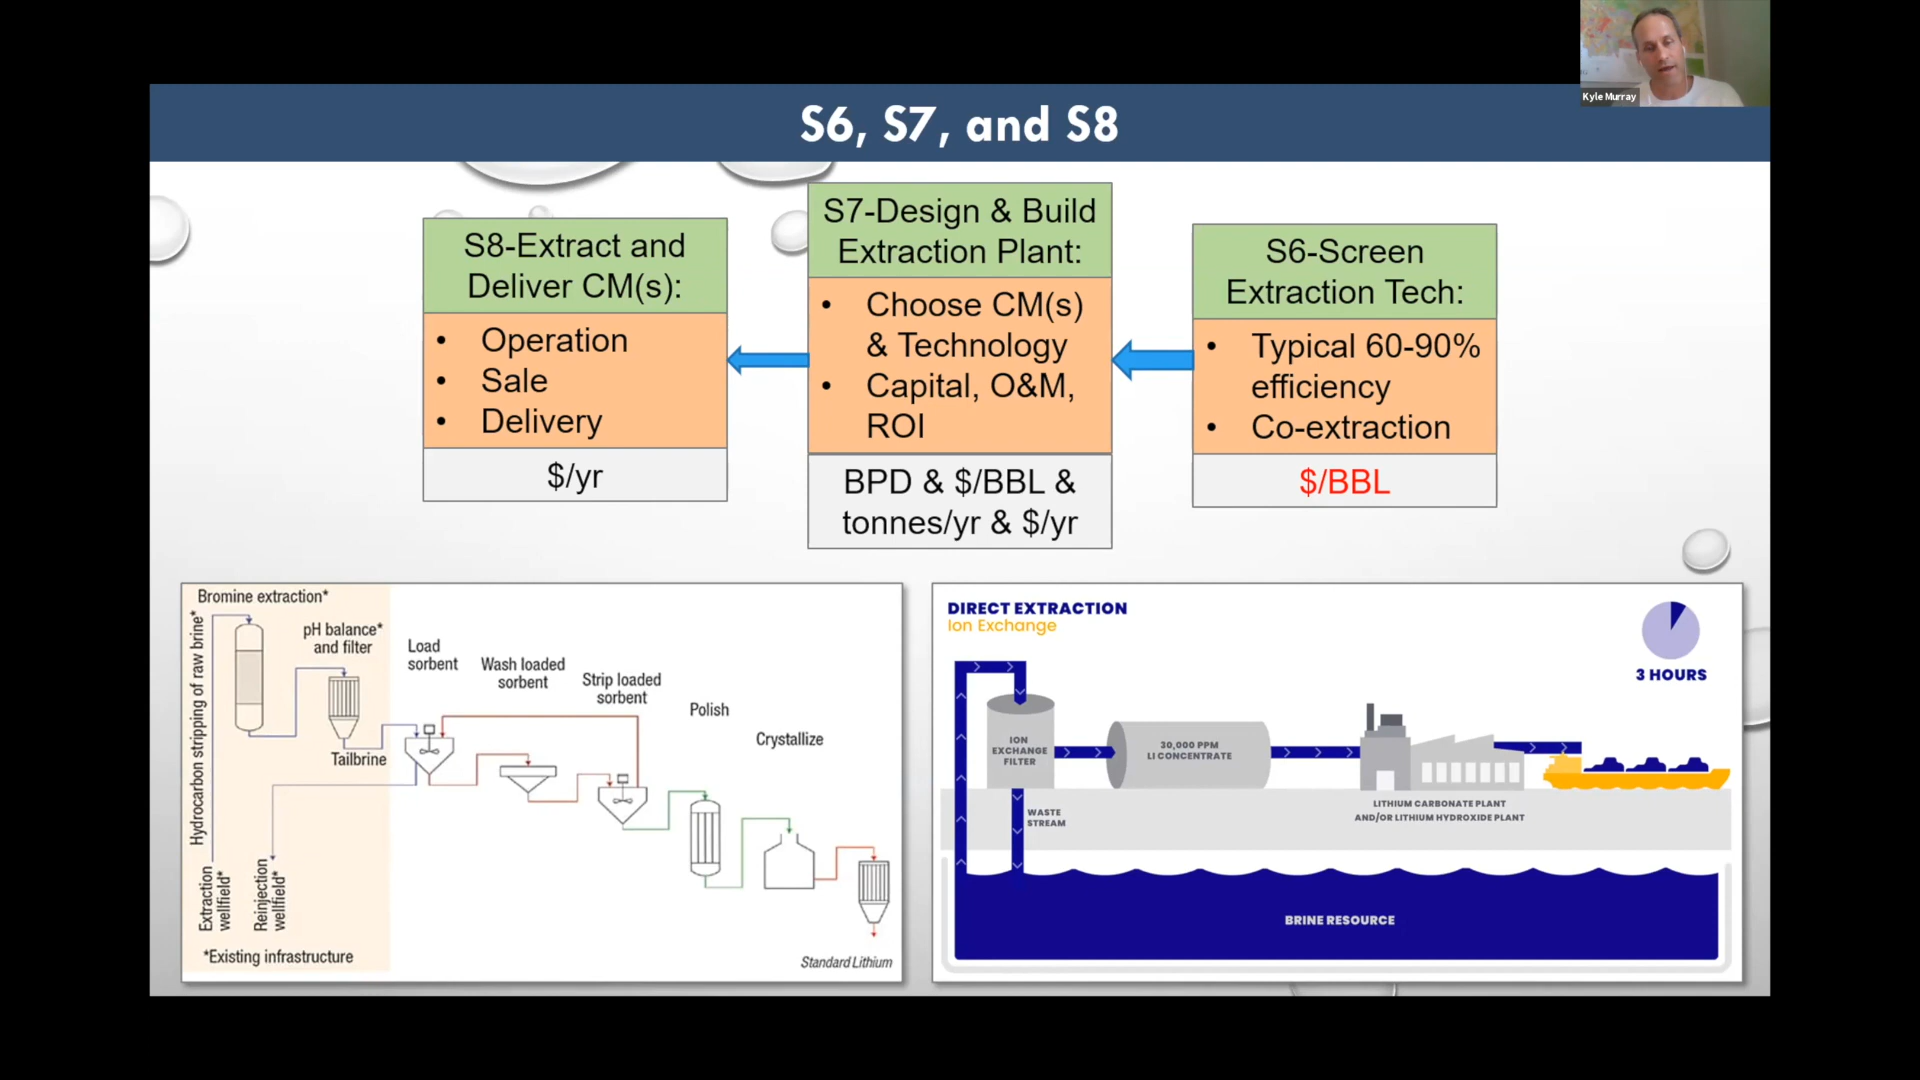 Kyle Murray
S6, S7, and S8
S8-Extract and
Deliver CM(s):
• Operation
• Sale
• Delivery
$/yr
S7-Design & Build
Extraction Plant:
• Choose CM(s)
& Technology
• Capital, O&M,
ROI
BPD & $/BBL &
tonnes/yr & $/yr
S6-Screen
Extraction Tech:
• Typical 60-90%
efficiency
• Co-extraction
$/BBL
Bromine extraction*
Hydrocarbon stripping of raw brine*
pH balance*
and filter
Load
sorbent
Wash loaded
sorbent
Strip loaded
sorbent
Polish
Crystallize
Tailbrine
Extraction
wellfield*
Reinjection
wellfield*
*Existing infrastructure
Standard Lithium
DIRECT EXTRACTION
Ion Exchange
3 HOURS
ION
EXCHANGE
FILTER
30,000 PPM
LI CONCENTRATE
WASTE
STREAM
LITHIUM CARBONATE PLANT
AND/OR LITHIUM HYDROXIDE PLANT
BRINE RESOURCE